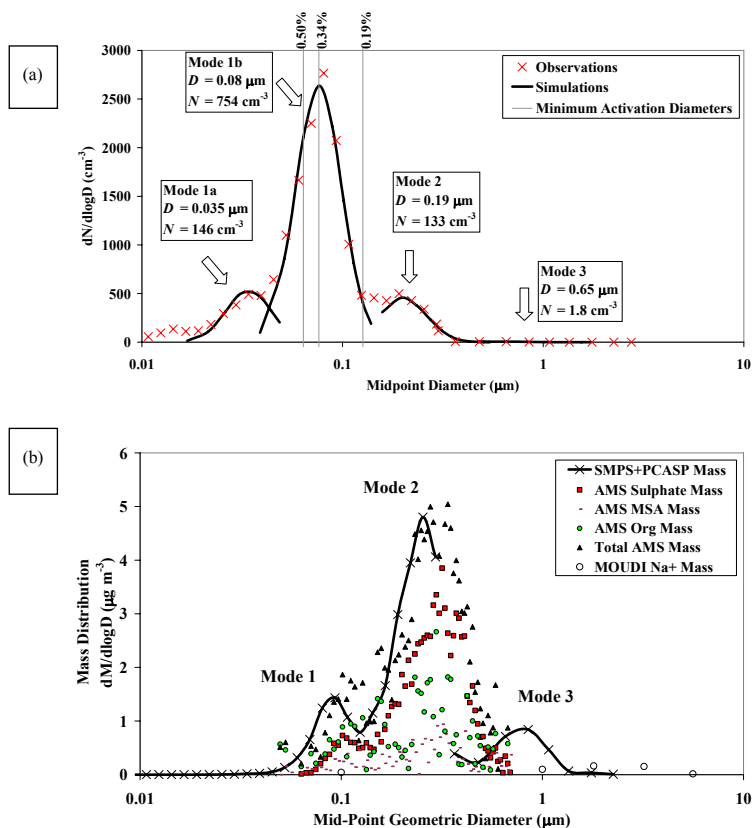 (a)
0.50%
0.34%
0.19%
3000
2500
2000
1500
1000
500
0
dN/dlogD (cm-3)
Mode 1b
D = 0.08 μm
N = 754 cm-3
Mode 1a
D = 0.035 μm
N = 146 cm-3
Mode 2
D = 0.19 μm
N = 133 cm-3
Mode 3
D = 0.65 μm
N = 1.8 cm-3
Observations
Simulations
Minimum Activation Diameters
0.01
0.1
1
10
Midpoint Diameter (μm)
(b)
6
5
4
3
2
1
0
Mass Distribution
dM/dlogD (μg m-3)
Mode 1
Mode 2
Mode 3
SMPS+PCASP Mass
AMS Sulphate Mass
AMS MSA Mass
AMS Org Mass
Total AMS Mass
MOUDI Na+ Mass
0.01
0.1
1
10
Mid-Point Geometric Diameter (μm)